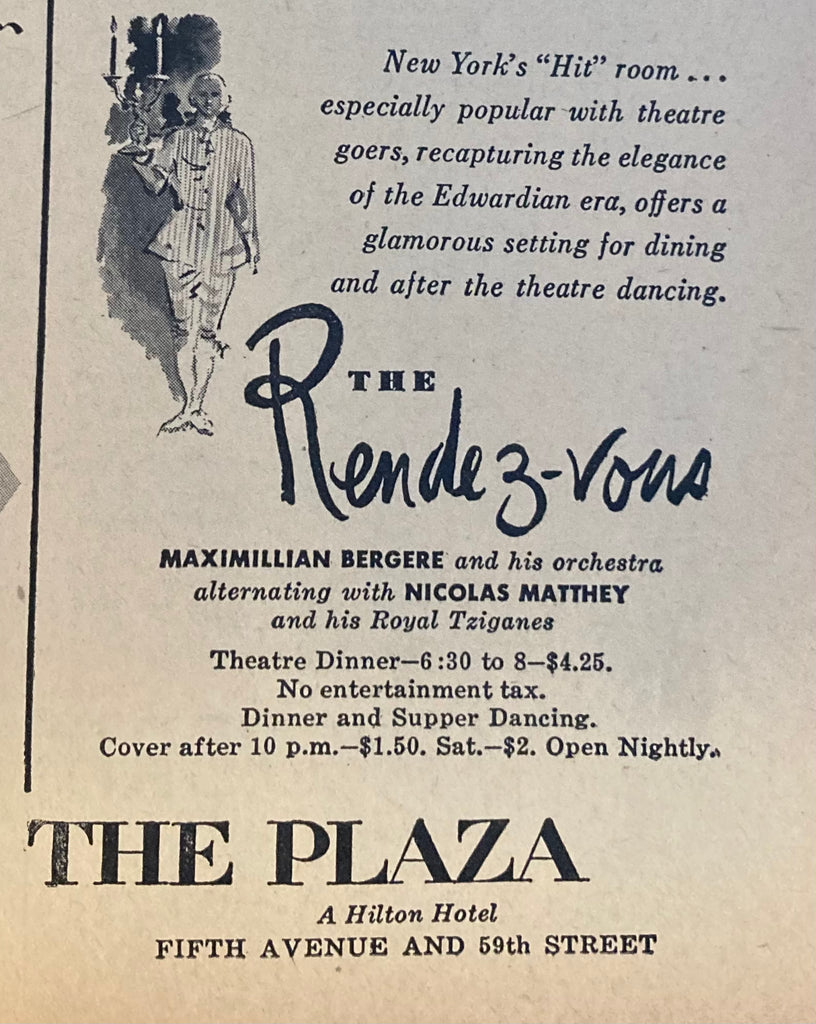 New York's “Hit” room ...
especially popular with theatre
goers, recapturing the elegance
of the Edwardian era, offers a
glamorous setting for dining
and after the theatre dancing.
THE
Rendez-vous
MAXIMILLIAN BERGERE and his orchestra
alternating with NICOLAS MATTHEY
and his Royal Tziganes
Theatre Dinner—6:30 to 8—$4.25.
No entertainment tax.
Dinner and Supper Dancing.
Cover after 10 p.m.—$1.50. Sat.—$2. Open Nightly.
THE PLAZA
A Hilton Hotel
FIFTH AVENUE AND 59th STREET